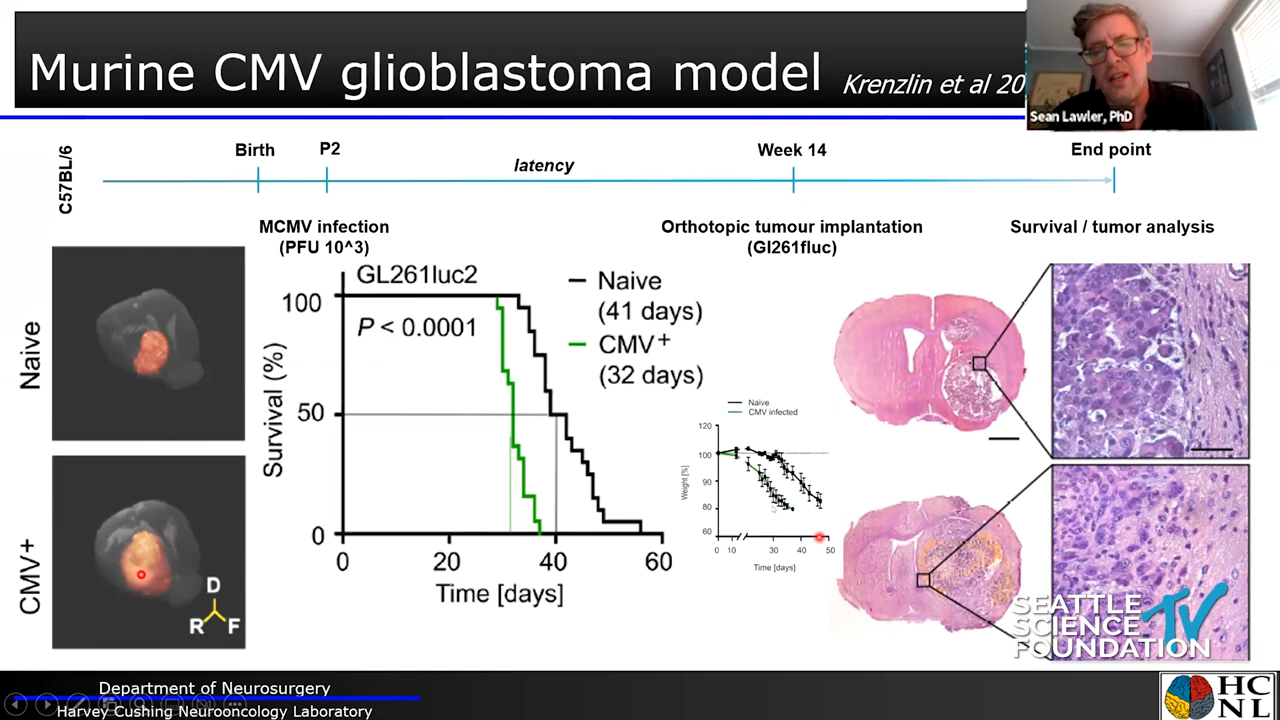 Murine CMV glioblastoma model
Krenzlin et al 20
Sean Lawler, PhD
C57BL/6
Birth
P2
latency
Week 14
End point
MCMV infection
(PFU 10^3)
Orthotopic tumour implantation
(Gl261fluc)
Survival / tumor analysis
Naive
CMV+
D
R
F
GL261luc2
P < 0.0001
Naive
(41 days)
CMV+
(32 days)
Survival (%)
100
50
0
0
20
40
60
Time [days]
Naive
CMV infected
Weight [%]
120
100
90
80
60
0
10
30
40
50
Time [days]
SEATTLE
SCIENCE
FOUNDATION
TV
Department of Neurosurgery
Harvey Cushing Neurooncology Laboratory
HC
NL